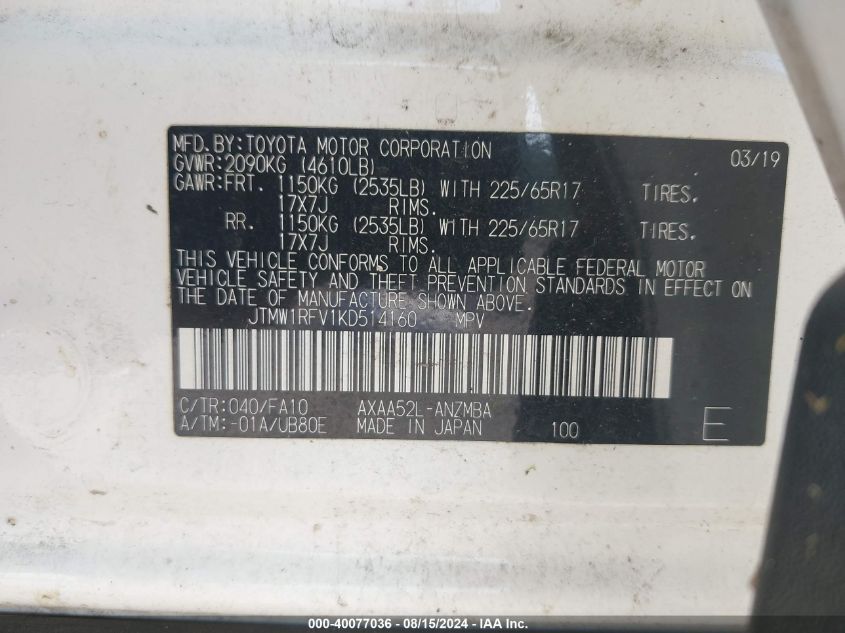 MFD. BY: TOYOTA MOTOR CORPORATION 03/19
GVWR: 2090KG (4610LB)
GAWR: FRT. 1150KG (2535LB) WITH 225/65R17 TIRES.
17X7J RIMS.
RR. 1150KG (2535LB) WITH 225/65R17 TIRES.
17X7J RIMS.
THIS VEHICLE CONFORMS TO ALL APPLICABLE FEDERAL MOTOR
VEHICLE SAFETY AND THEFT PREVENTION STANDARDS IN EFFECT ON
THE DATE OF MANUFACTURE SHOWN ABOVE.
JTMW1RFV1KD514160 MPV
C/TR: 040/FA10 AXAA52L-ANZMBA
A/TM: -01A/UB80E MADE IN JAPAN 100 E
000-40077036 - 08/15/2024 - IAA Inc.